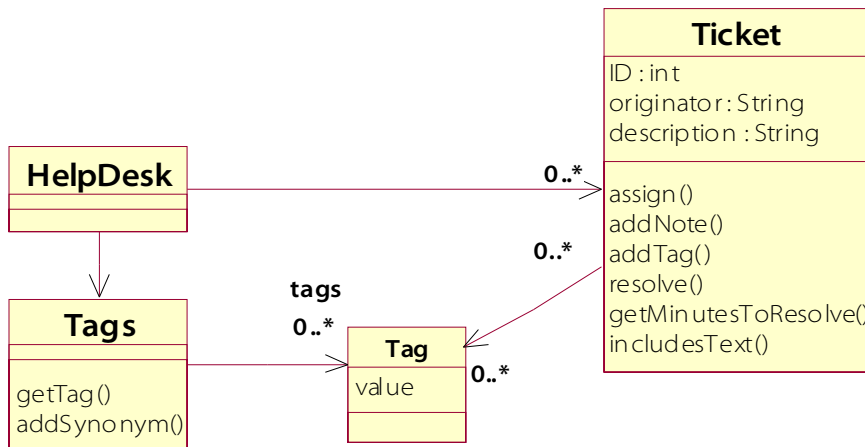 Ticket
ID : int
originator : String
description : String
assign()
addNote()
addTag()
resolve()
getMinutesToResolve()
includesText()
HelpDesk
0..*
0..*
Tags
getTag()
addSynonym()
tags
0..*
Tag
value
0..*